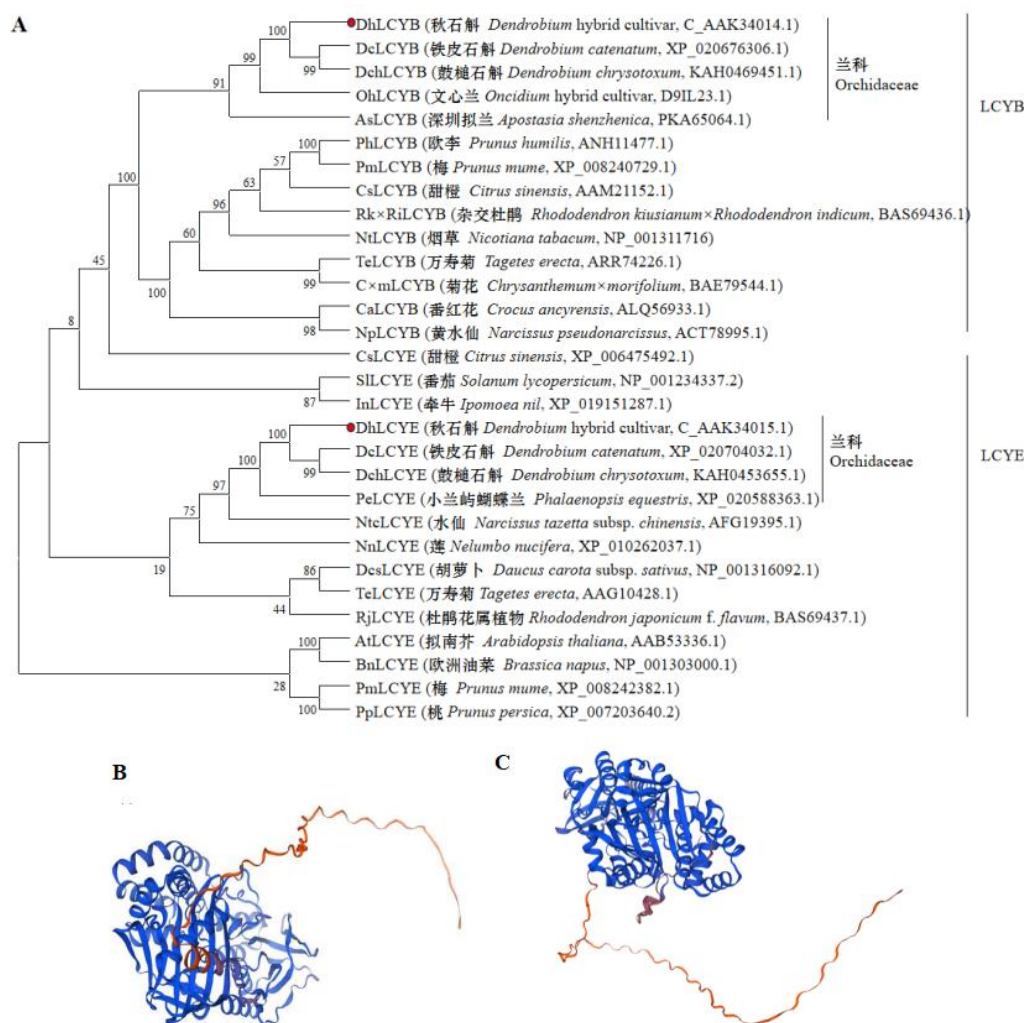 A
100 DhLCYB (秋石斛 Dendrobium hybrid cultivar, C_AAK34014.1)
99 DcLCYB (铁皮石斛 Dendrobium catenatum, XP_020676306.1)
91 99 DchLCYB (鼓槌石斛 Dendrobium chrysotoxum, KAH0469451.1)
兰科
Orchidaceae
OhLCYB (文心兰 Oncidium hybrid cultivar, D9IL23.1)
AsLCYB (深圳拟兰 Apostasia shenzhenica, PKA65064.1)
LCYB
100 PhLCYB (欧李 Prunus humilis, ANH11477.1)
57 PmLCYB (梅 Prunus mume, XP_008240729.1)
100 63 CsLCYB (甜橙 Citrus sinensis, AAM21152.1)
96 Rk×RiLCYB (杂交杜鹃 Rhododendron kiusianum×Rhododendron indicum, BAS69436.1)
60 NtLCYB (烟草 Nicotiana tabacum, NP_001311716)
45 TeLCYB (万寿菊 Tagetes erecta, ARR74226.1)
100 99 C×mLCYB (菊花 Chrysanthemum×morifolium, BAE79544.1)
CaLCYB (番红花 Crocus ancyrensis, ALQ56933.1)
8 98 NpLCYB (黄水仙 Narcissus pseudonarcissus, ACT78995.1)
CsLCYE (甜橙 Citrus sinensis, XP_006475492.1)
SlLCYE (番茄 Solanum lycopersicum, NP_001234337.2)
87 InLCYE (牵牛 Ipomoea nil, XP_019151287.1)
100 DhLCYE (秋石斛 Dendrobium hybrid cultivar, C_AAK34015.1)
100 DcLCYE (铁皮石斛 Dendrobium catenatum, XP_020704032.1)
兰科
Orchidaceae
97 99 DchLCYE (鼓槌石斛 Dendrobium chrysotoxum, KAH0453655.1)
LCYE
PeLCYE (小兰屿蝴蝶兰 Phalaenopsis equestris, XP_020588363.1)
75 NtcLCYE (水仙 Narcissus tazetta subsp. chinensis, AFG19395.1)
NnLCYE (莲 Nelumbo nucifera, XP_010262037.1)
19 86 DcsLCYE (胡萝卜 Daucus carota subsp. sativus, NP_001316092.1)
TeLCYE (万寿菊 Tagetes erecta, AAG10428.1)
44 RjLCYE (杜鹃花属植物 Rhododendron japonicum f. flavum, BAS69437.1)
100 AtLCYE (拟南芥 Arabidopsis thaliana, AAB53336.1)
BnLCYE (欧洲油菜 Brassica napus, NP_001303000.1)
28 PmLCYE (梅 Prunus mume, XP_008242382.1)
100 PpLCYE (桃 Prunus persica, XP_007203640.2)
B
C